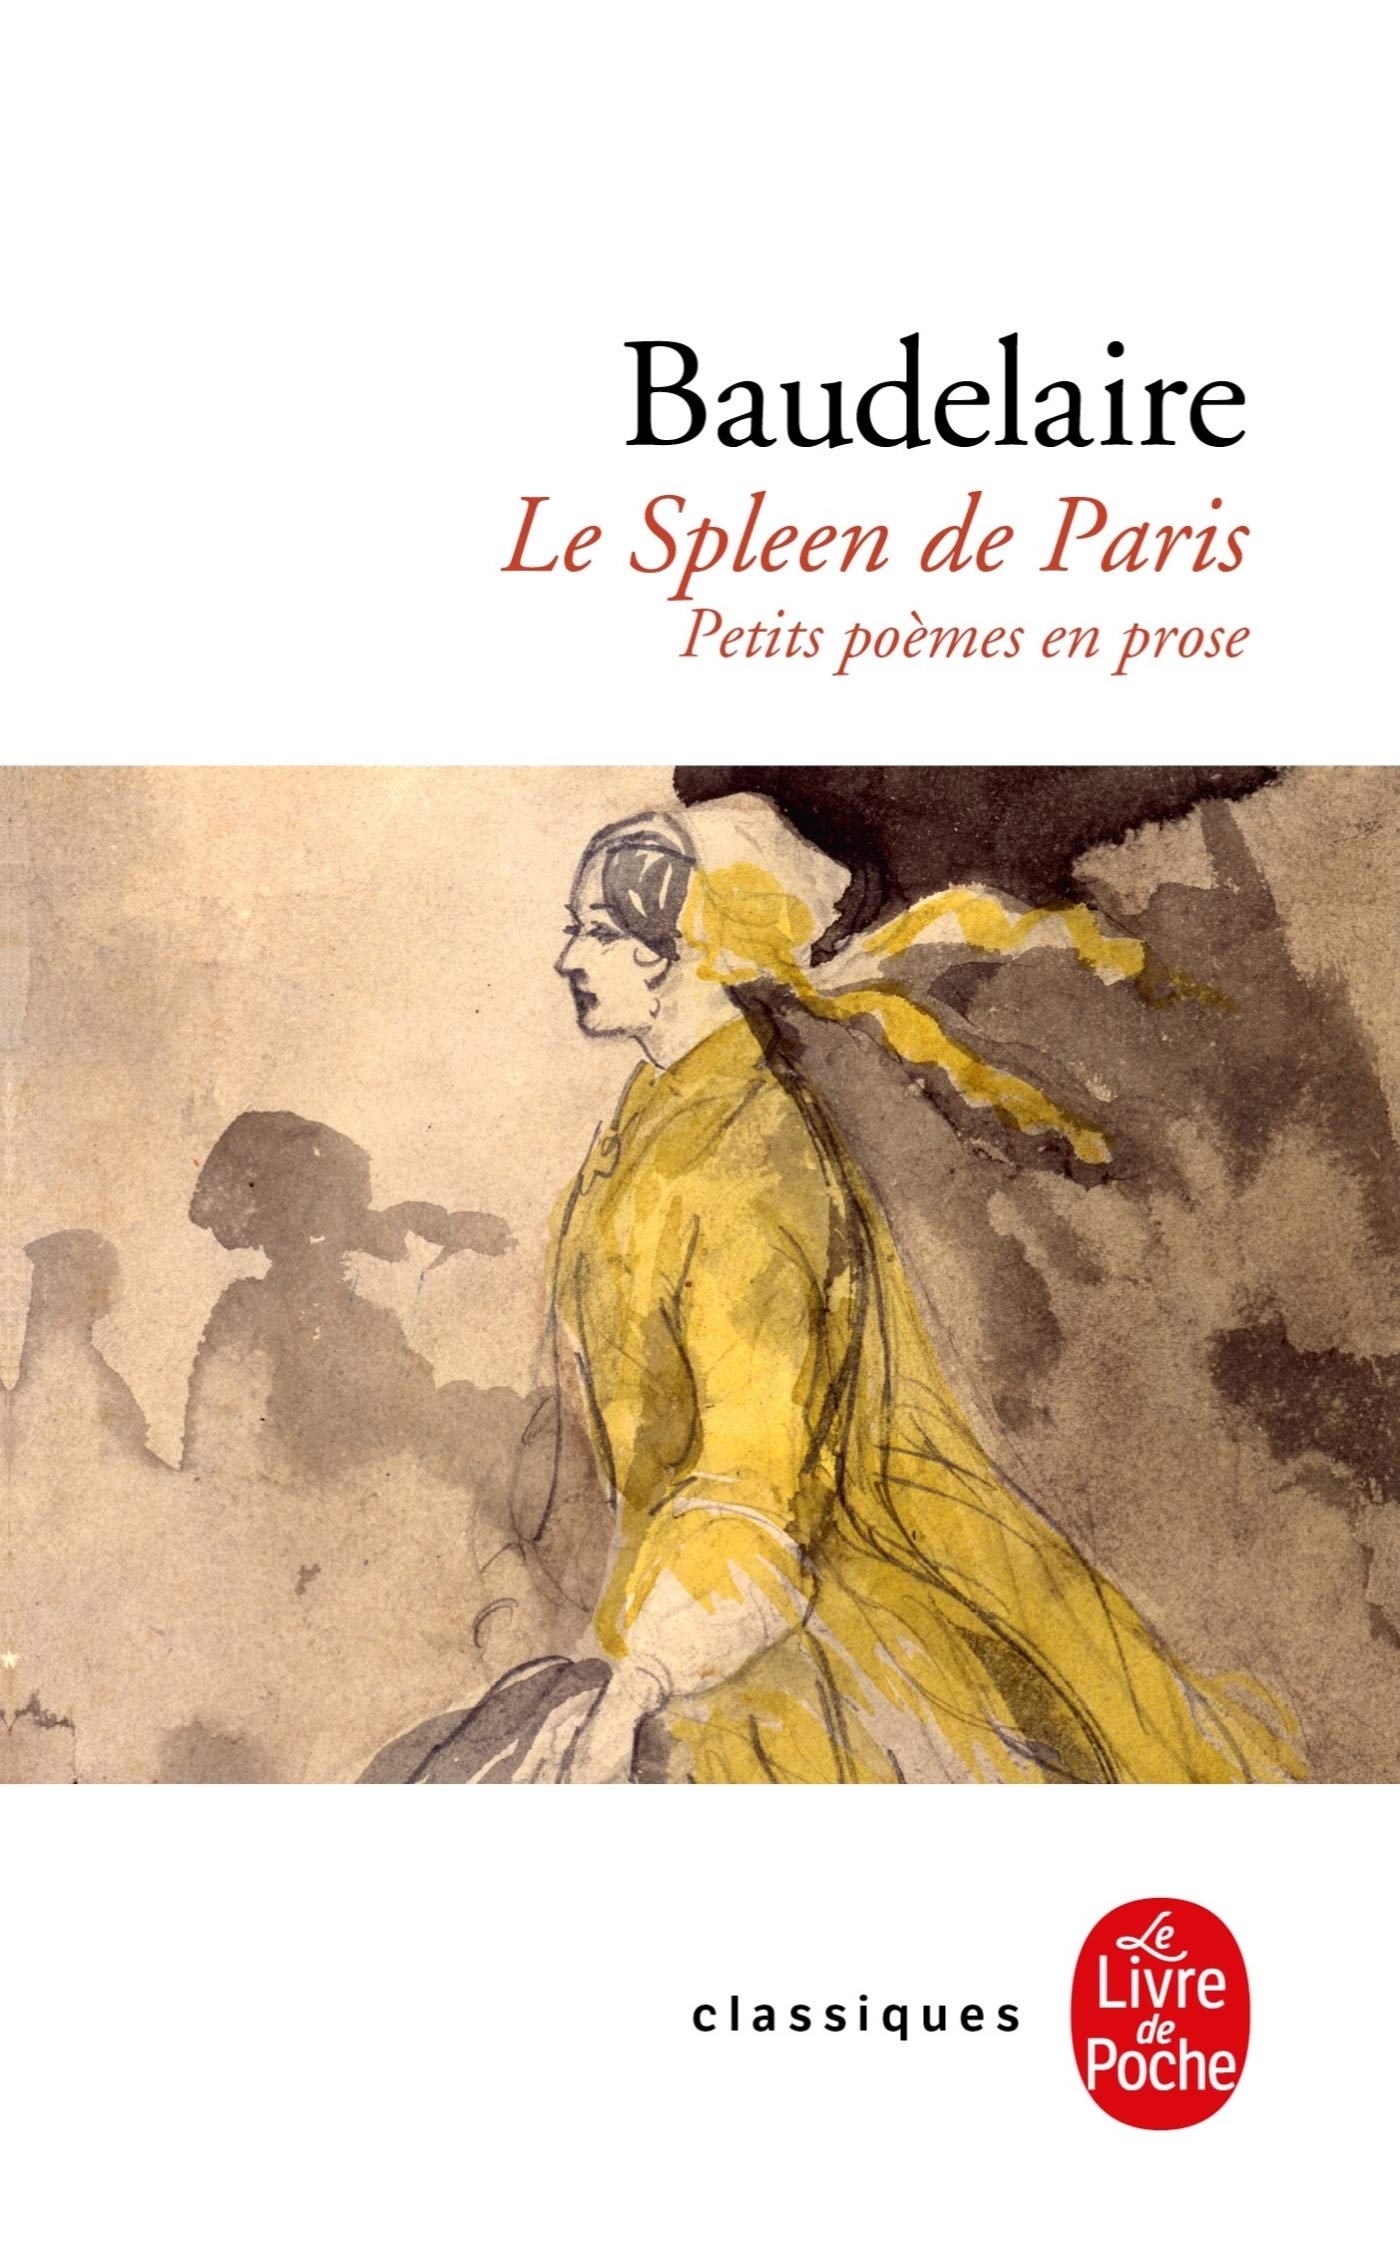 Baudelaire
Le Spleen de Paris
Petits poèmes en prose
classiques
Le
Livre
de
Poche